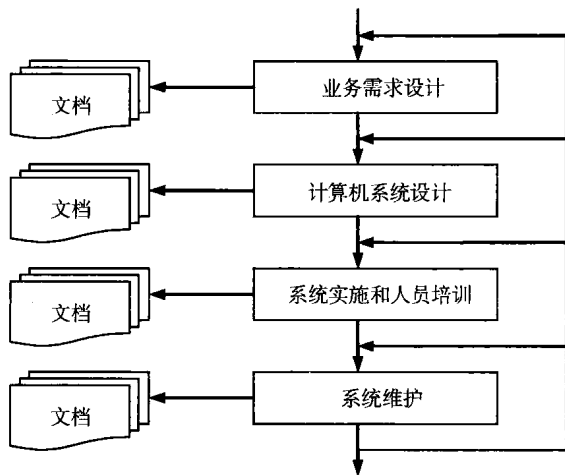 业务需求设计
文档
计算机系统设计
文档
系统实施和人员培训
文档
系统维护
文档